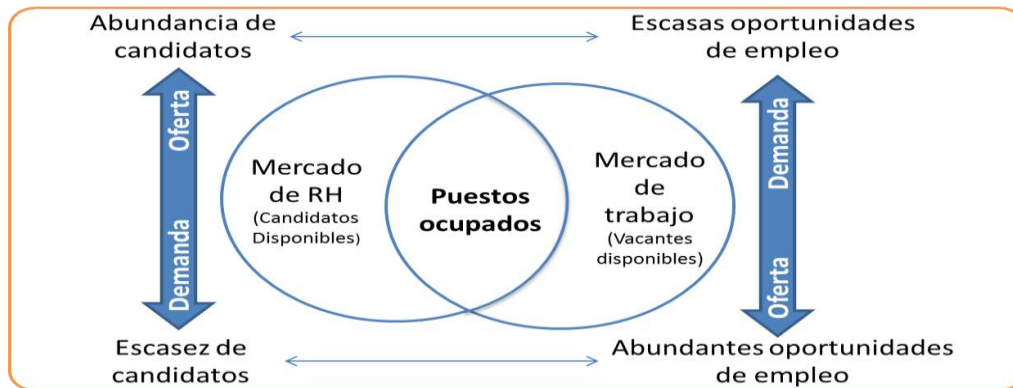 Abundancia de
candidatos
Escasas oportunidades
de empleo
Oferta
Demanda
Mercado
de RH
(Candidatos
Disponibles)
Puestos
ocupados
Mercado
de
trabajo
(Vacantes
disponibles)
Demanda
Oferta
Escasez de
candidatos
Abundantes oportunidades
de empleo